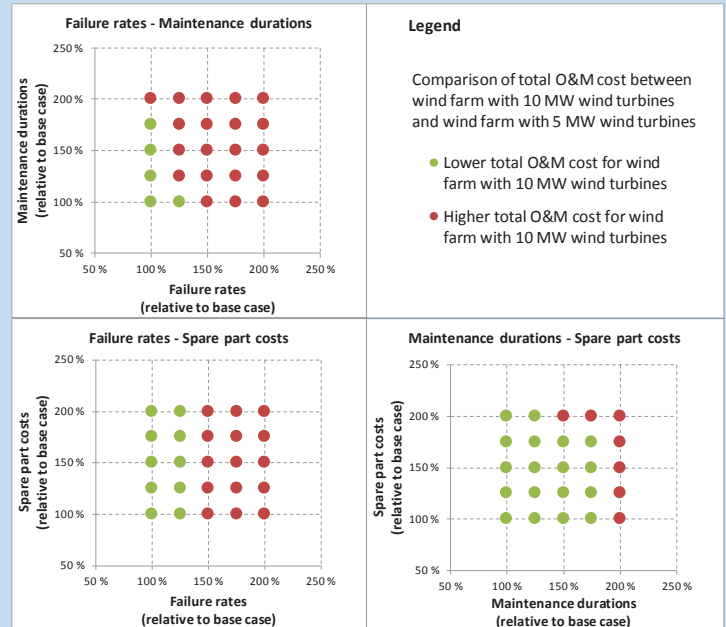 Failure rates - Maintenance durations
Maintenance durations
(relative to base case)
250 %
200 %
150 %
100 %
50 %
50 % 100 % 150 % 200 % 250 %
Failure rates
(relative to base case)
Legend
Comparison of total O&M cost between
wind farm with 10 MW wind turbines
and wind farm with 5 MW wind turbines
Lower total O&M cost for wind
farm with 10 MW wind turbines
Higher total O&M cost for wind
farm with 10 MW wind turbines
Failure rates - Spare part costs
Spare part costs
(relative to base case)
250 %
200 %
150 %
100 %
50 %
50 % 100 % 150 % 200 % 250 %
Failure rates
(relative to base case)
Maintenance durations - Spare part costs
Spare part costs
(relative to base case)
250 %
200 %
150 %
100 %
50 %
50 % 100 % 150 % 200 % 250 %
Maintenance durations
(relative to base case)